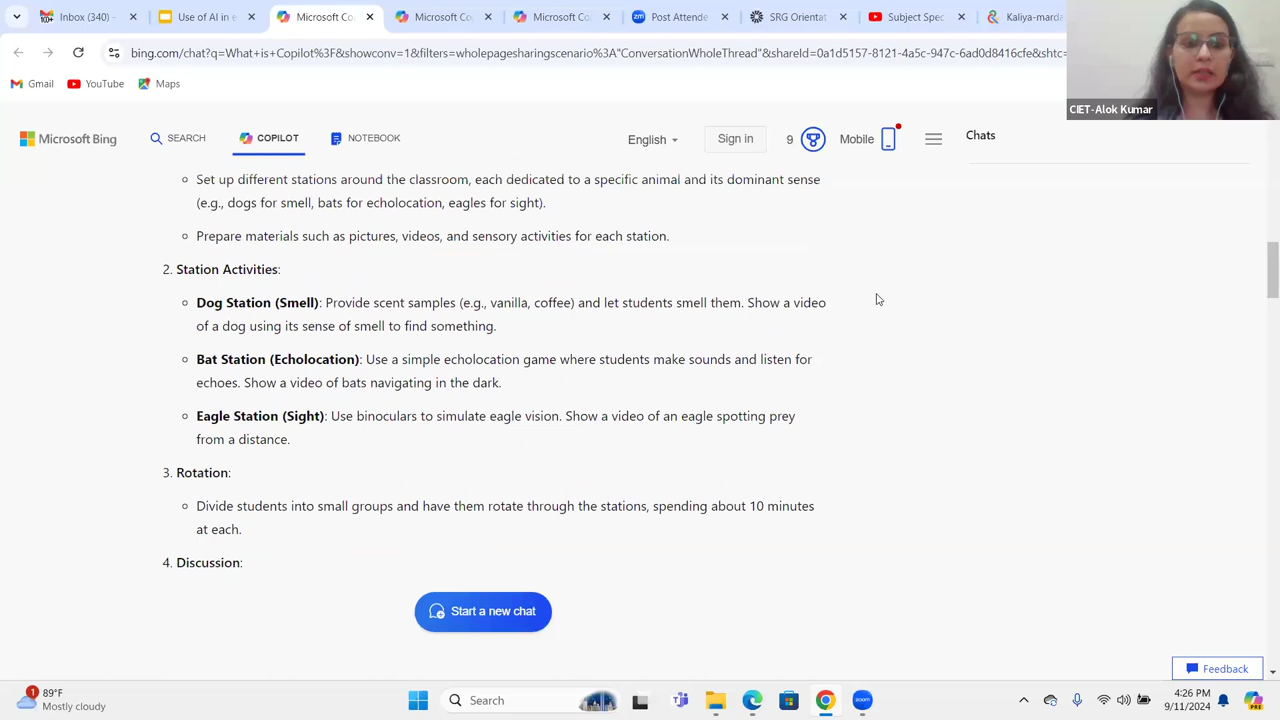 Inbox (340)
Use of AI in e
Microsoft Co
Microsoft Co
Microsoft Co
Post Attende
SRG Orientat
Subject Spec
Kaliya-mard
bing.com/chat?q=What+is+Copilot%3F&showconv=1&filters=wholepagesharingscenario%3A"ConversationWholeThread"&shareId=0a1d5157-8121-4a5c-947c-6ad0d8416cfe&shtc=
Gmail
YouTube
Maps
CIET-Alok Kumar
Microsoft Bing
SEARCH
COPILOT
NOTEBOOK
English
Sign in
9
Mobile
Chats
Set up different stations around the classroom, each dedicated to a specific animal and its dominant sense
(e.g., dogs for smell, bats for echolocation, eagles for sight).
Prepare materials such as pictures, videos, and sensory activities for each station.
2. Station Activities:
Dog Station (Smell): Provide scent samples (e.g., vanilla, coffee) and let students smell them. Show a video
of a dog using its sense of smell to find something.
Bat Station (Echolocation): Use a simple echolocation game where students make sounds and listen for
echoes. Show a video of bats navigating in the dark.
Eagle Station (Sight): Use binoculars to simulate eagle vision. Show a video of an eagle spotting prey
from a distance.
3. Rotation:
Divide students into small groups and have them rotate through the stations, spending about 10 minutes
at each.
4. Discussion:
Start a new chat
Feedback
1
89°F
Mostly cloudy
Search
zoom
4:26 PM
9/11/2024
PRE